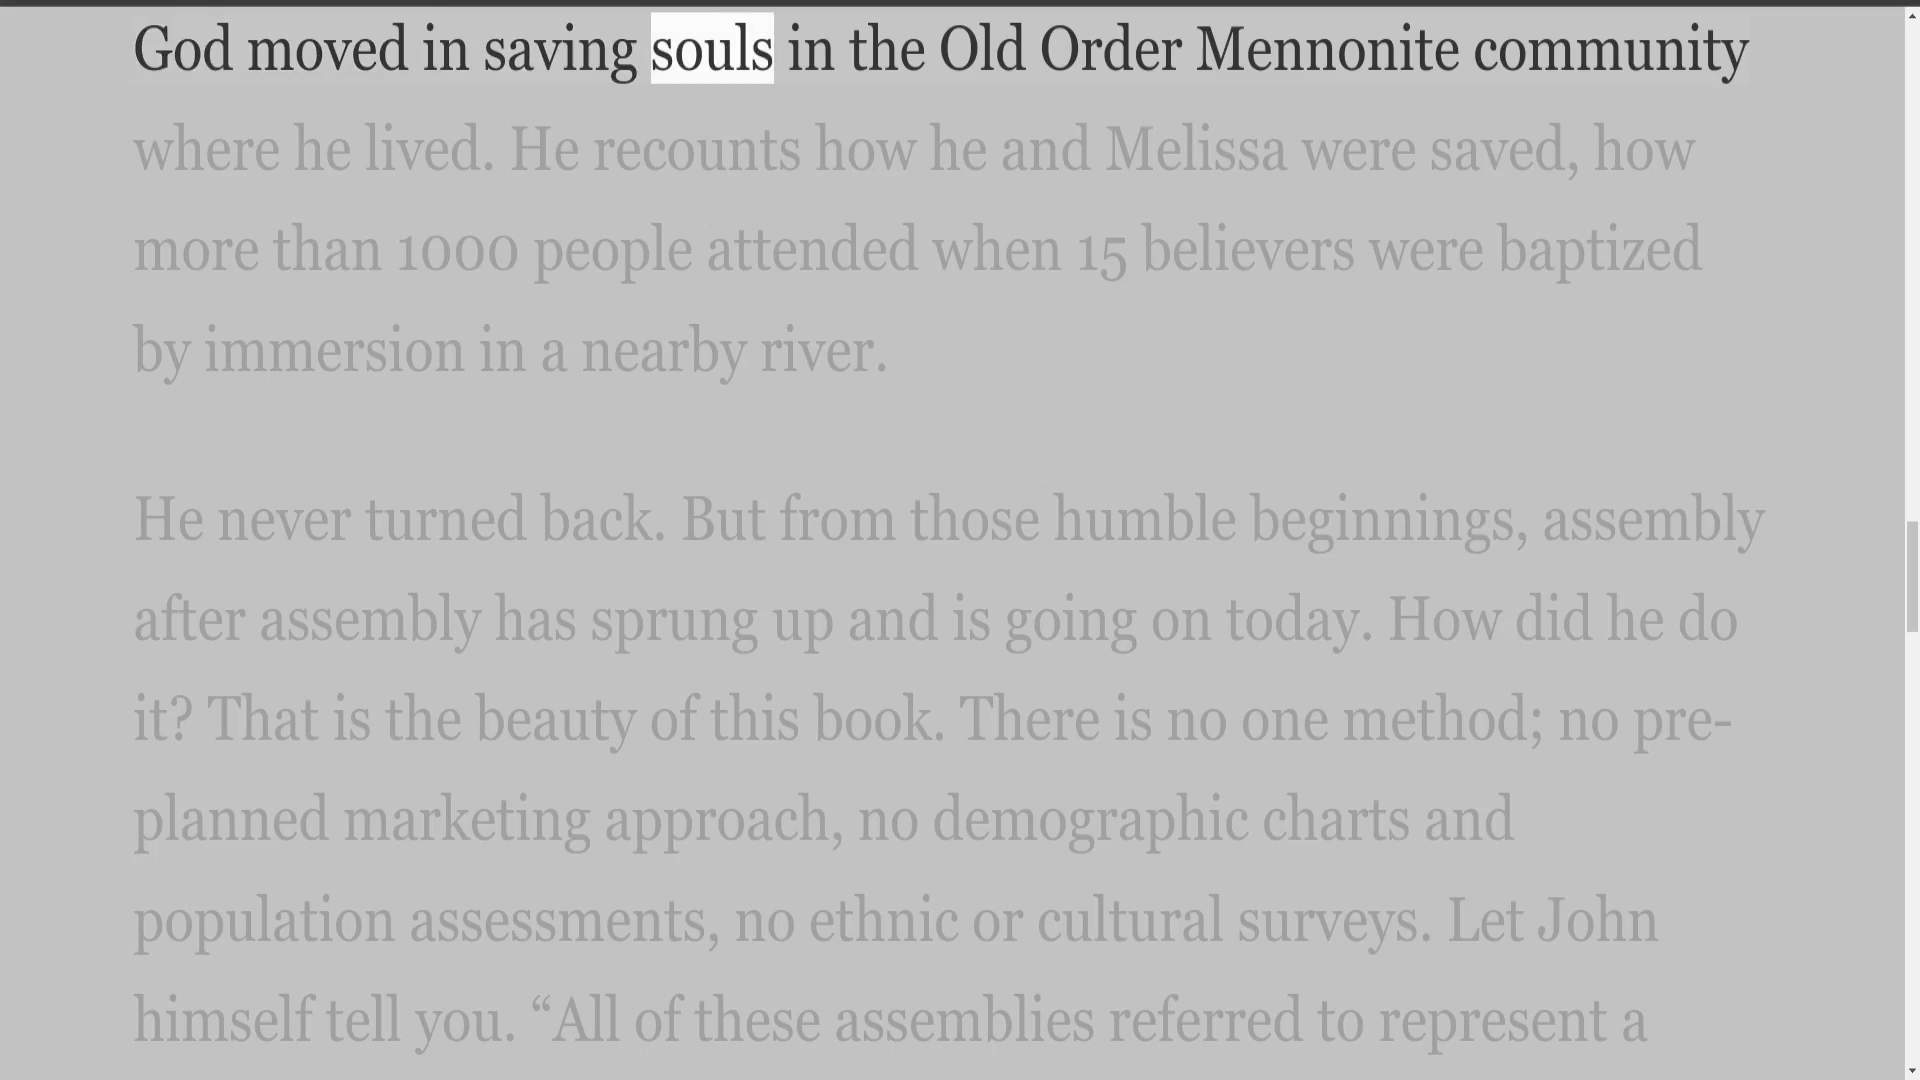 God moved in saving souls in the Old Order Mennonite community
where he lived. He recounts how he and Melissa were saved, how
more than 1000 people attended when 15 believers were baptized
by immersion in a nearby river.
He never turned back. But from those humble beginnings, assembly
after assembly has sprung up and is going on today. How did he do
it? That is the beauty of this book. There is no one method; no pre-
planned marketing approach, no demographic charts and
population assessments, no ethnic or cultural surveys. Let John
himself tell you. “All of these assemblies referred to represent a